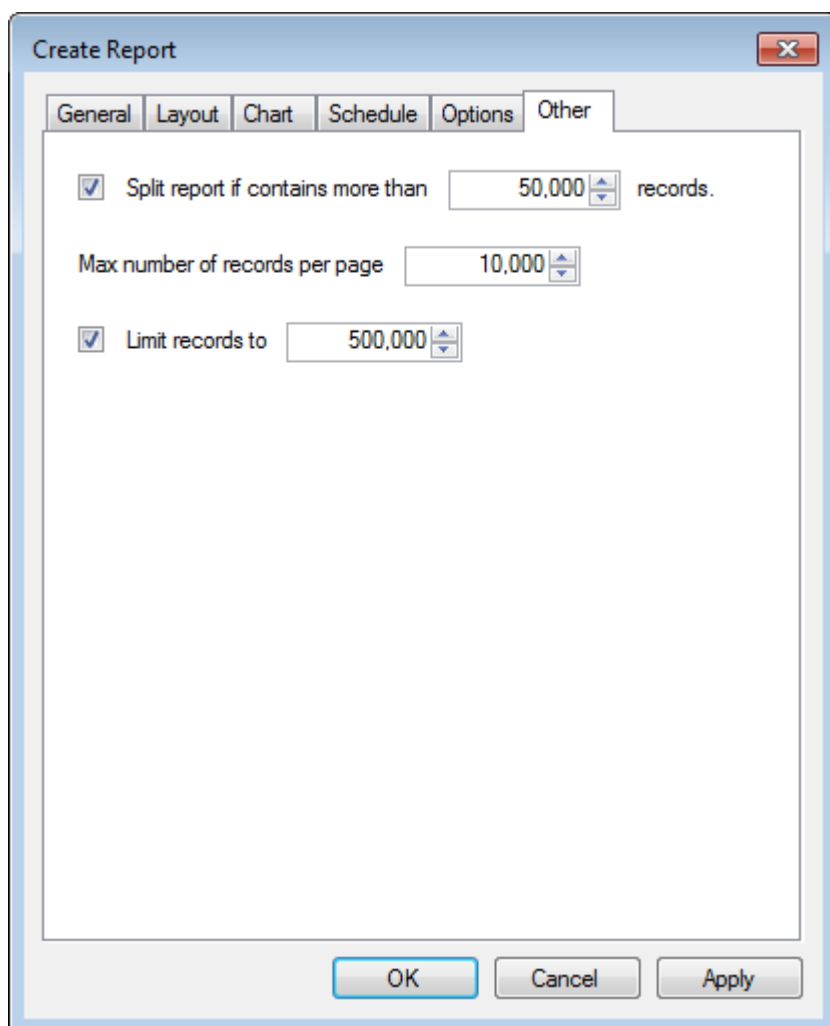 Create Report
General Layout Chart Schedule Options Other
Split report if contains more than 50,000 records.
Max number of records per page 10,000
Limit records to 500,000
OK Cancel Apply